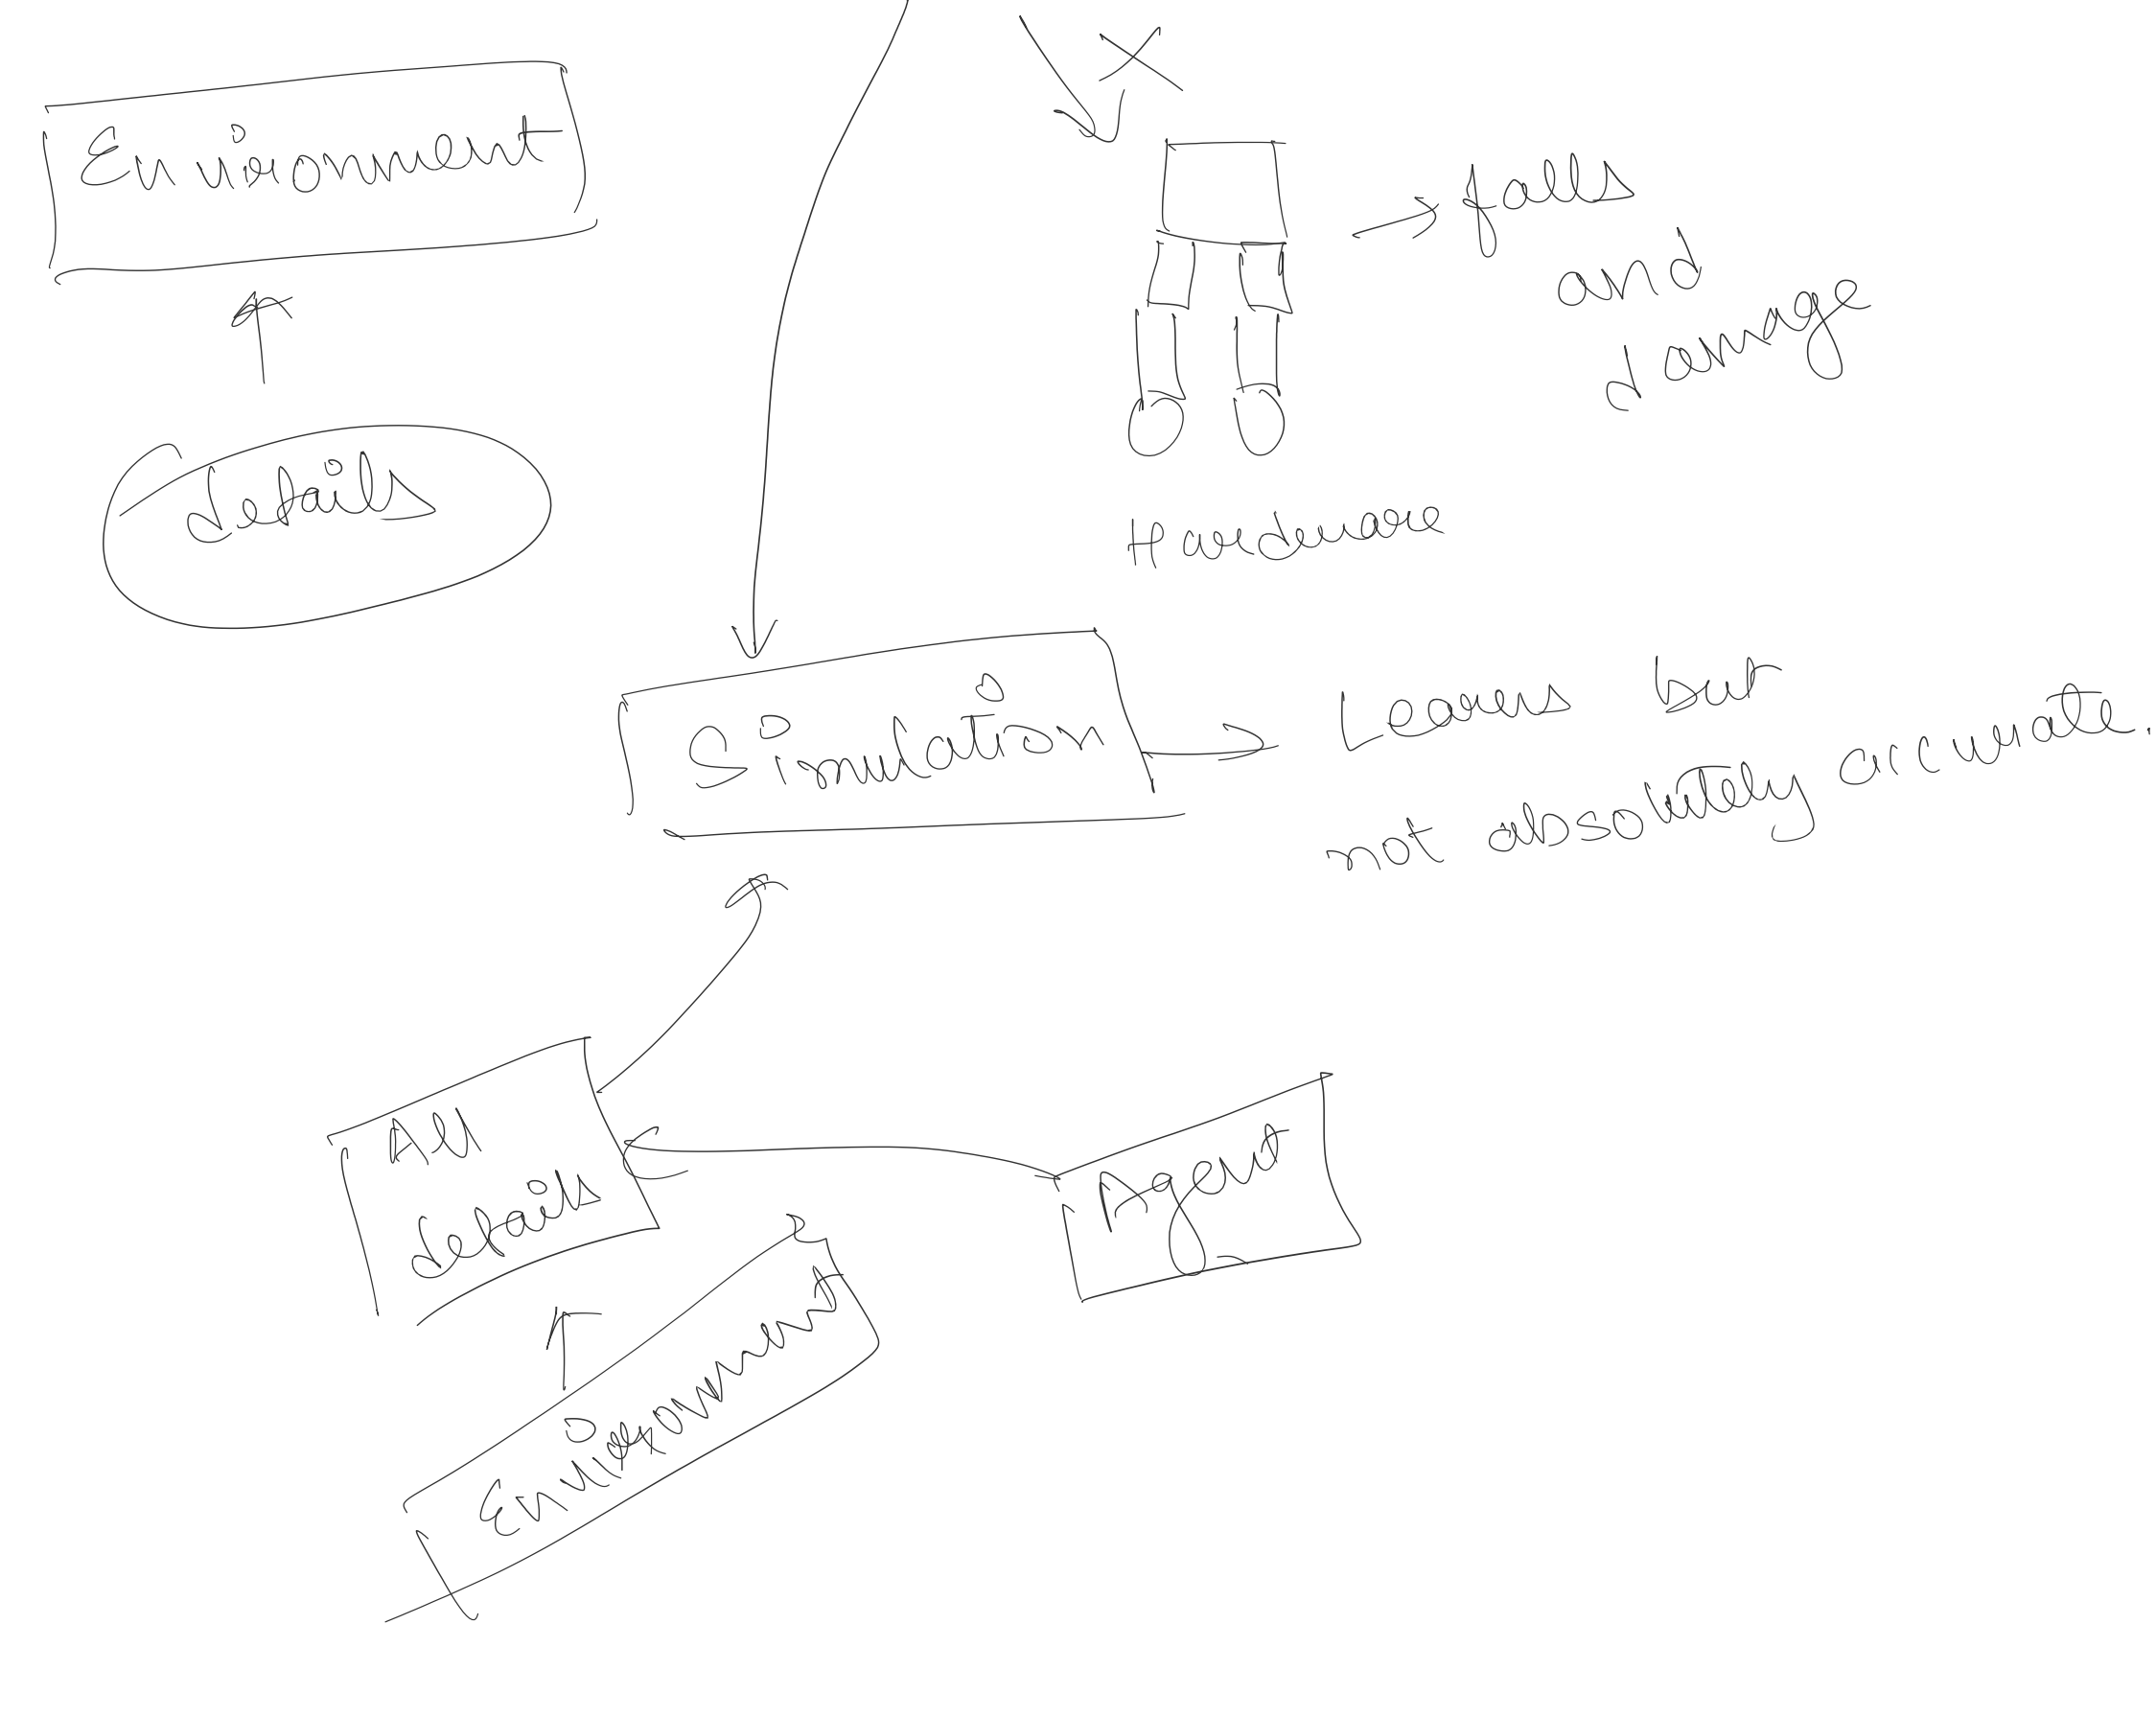 Environment
details
falls
and
damage
Hardware
Simulation
Learns but
not absolutely accurate.
All
details
Agent
Environment